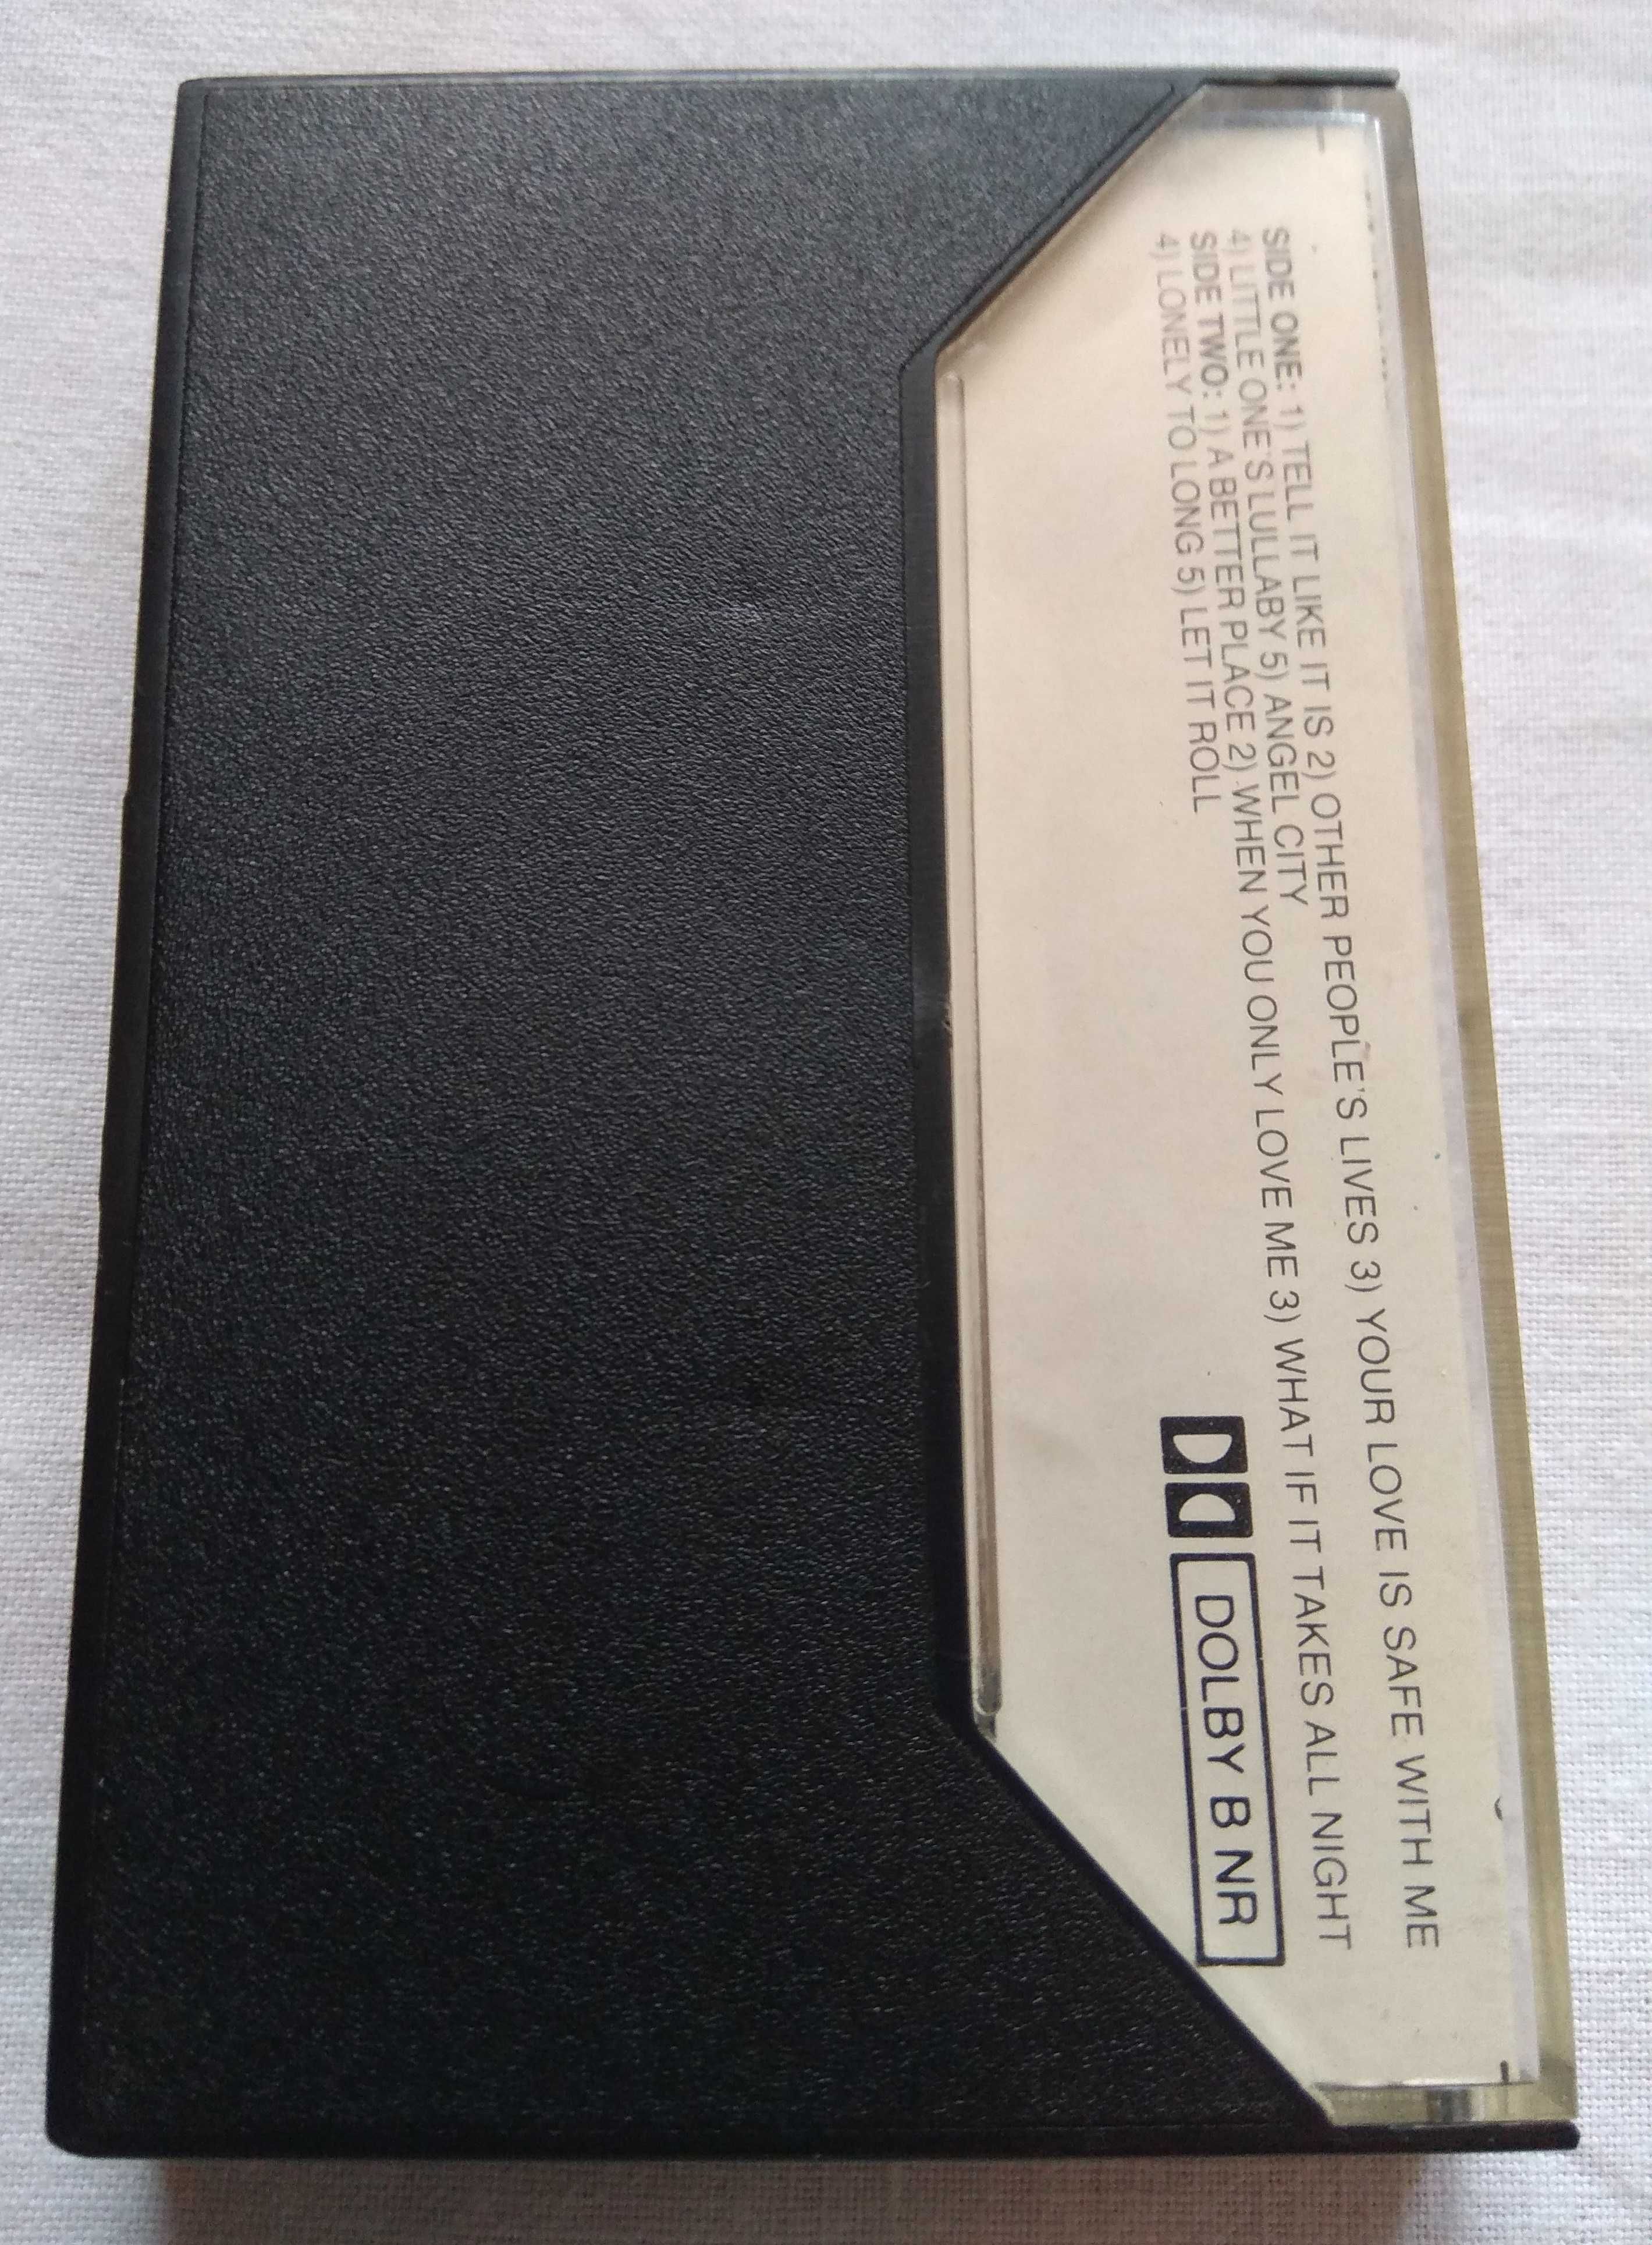 SIDE ONE: 1) TELL IT LIKE IT IS 2) OTHER PEOPLE'S LIVES 3) YOUR LOVE IS SAFE WITH ME
4) LITTLE ONE'S LULLABY 5) ANGEL CITY
SIDE TWO: 1) A BETTER PLACE 2) WHEN YOU ONLY LOVE ME 3) WHAT IF IT TAKES ALL NIGHT
4) LONELY TO LONG 5) LET IT ROLL
DOLBY B NR